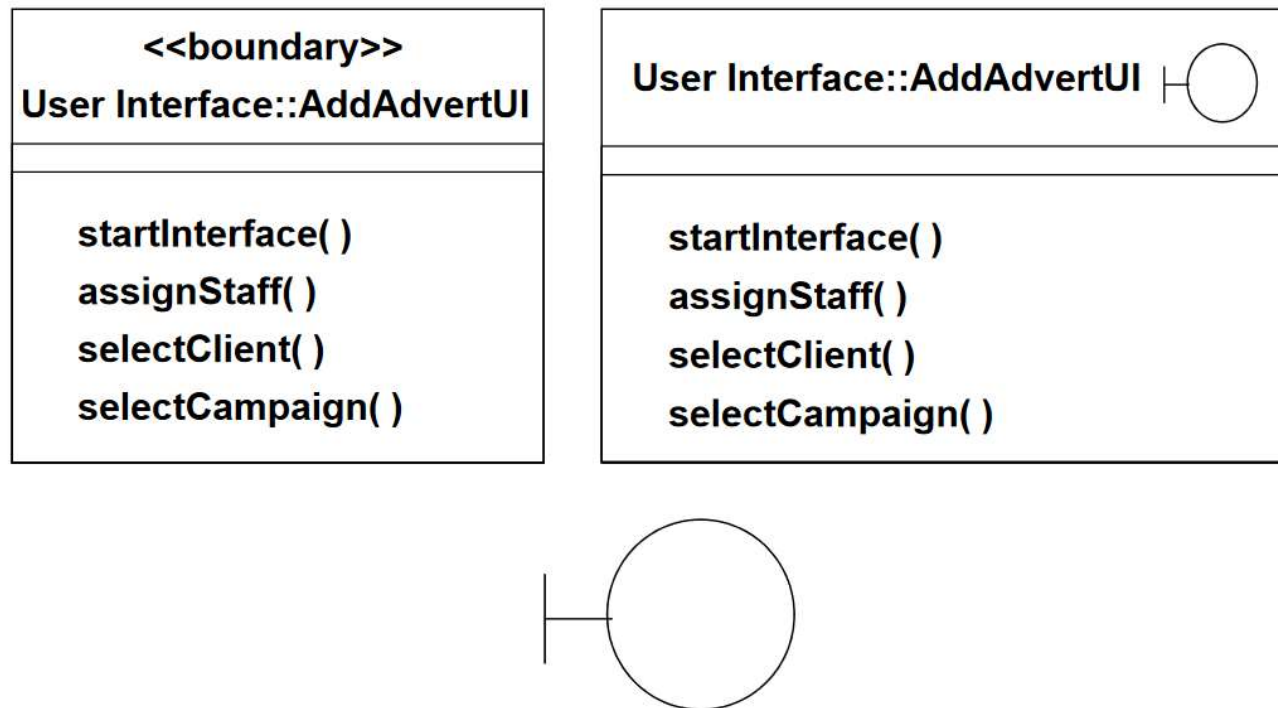 <<boundary>>
User Interface::AddAdvertUI
startInterface( )
assignStaff( )
selectClient( )
selectCampaign( )
User Interface::AddAdvertUI
startInterface( )
assignStaff( )
selectClient( )
selectCampaign( )